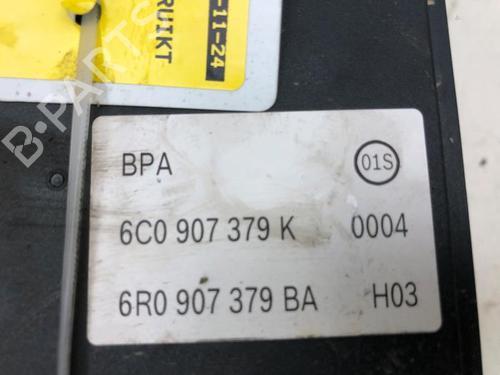 -11-24
RUIKT
B-PARTS
BPA 01S
6C0 907 379 K 0004
6R0 907 379 BA H03